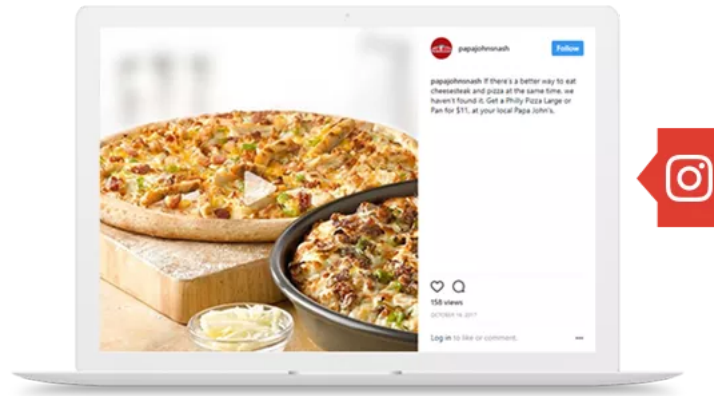 papajohnsnash
Follow
papajohnsnash If there's a better way to eat
cheesesteak and pizza at the same time, we
haven't found it. Get a Philly Pizza Large or
Pan for $11, at your local Papa John's.
158 views
OCTOBER 16, 2017
Log in to like or comment.